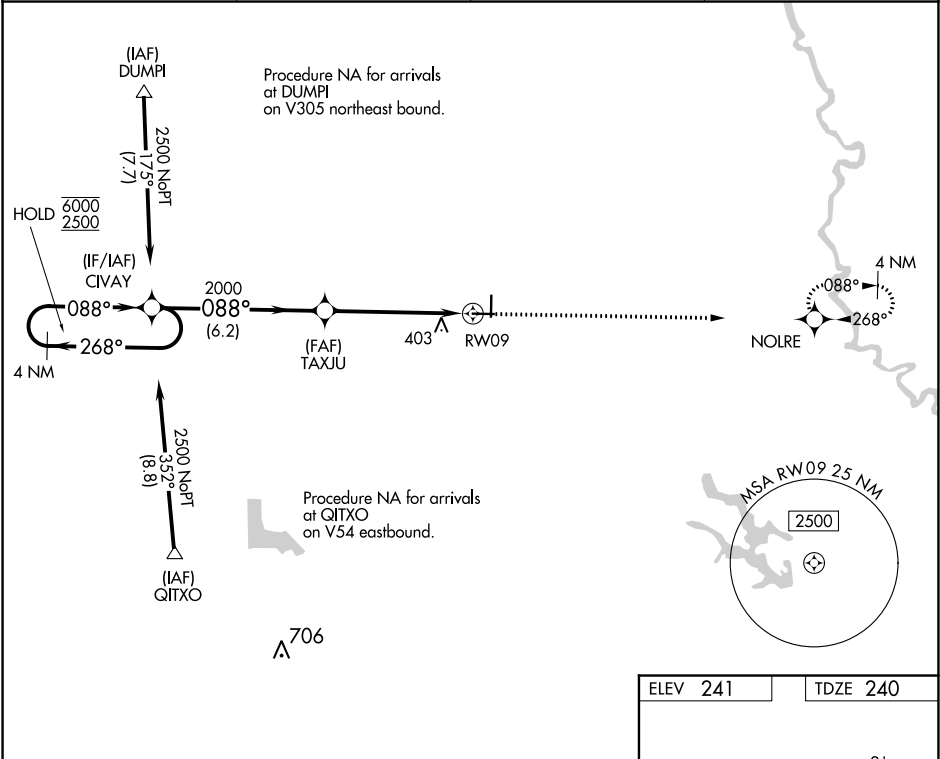 (IAF)
DUMPI
Procedure NA for arrivals
at DUMPI
on V305 northeast bound.
2500 NoPT
175°
(7.7)
HOLD
6000
2500
(IF/IAF)
CIVAY
088°
268°
4 NM
2000
088°
(6.2)
(FAF)
TAXJU
403
RW09
4 NM
088°
268°
NOLRE
2500 NoPT
352°
(8.8)
(IAF)
QITXO
Procedure NA for arrivals
at QITXO
on V54 eastbound.
MSA RW09 25 NM
2500
706
ELEV 241
TDZE 240